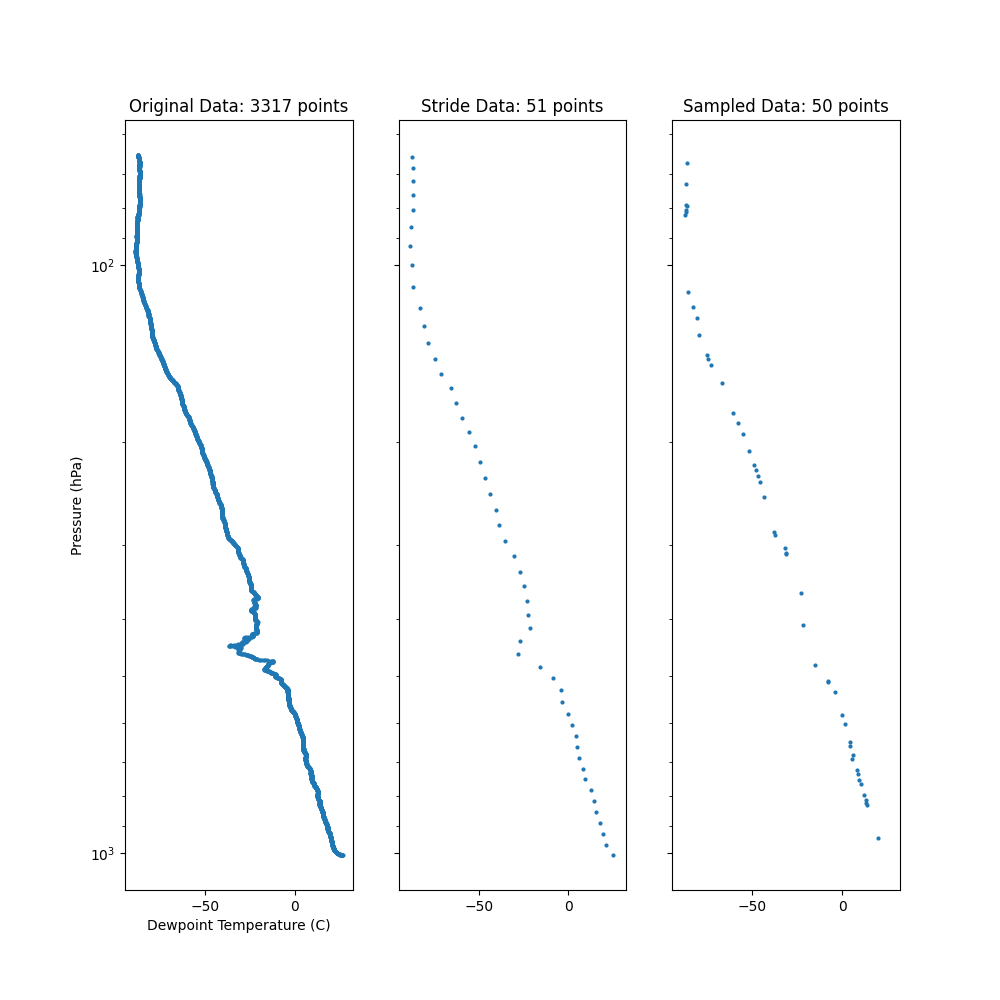 Original Data: 3317 points
Stride Data: 51 points
Sampled Data: 50 points
Pressure (hPa)
10²
10³
−50 0
−50 0
−50 0
Dewpoint Temperature (C)